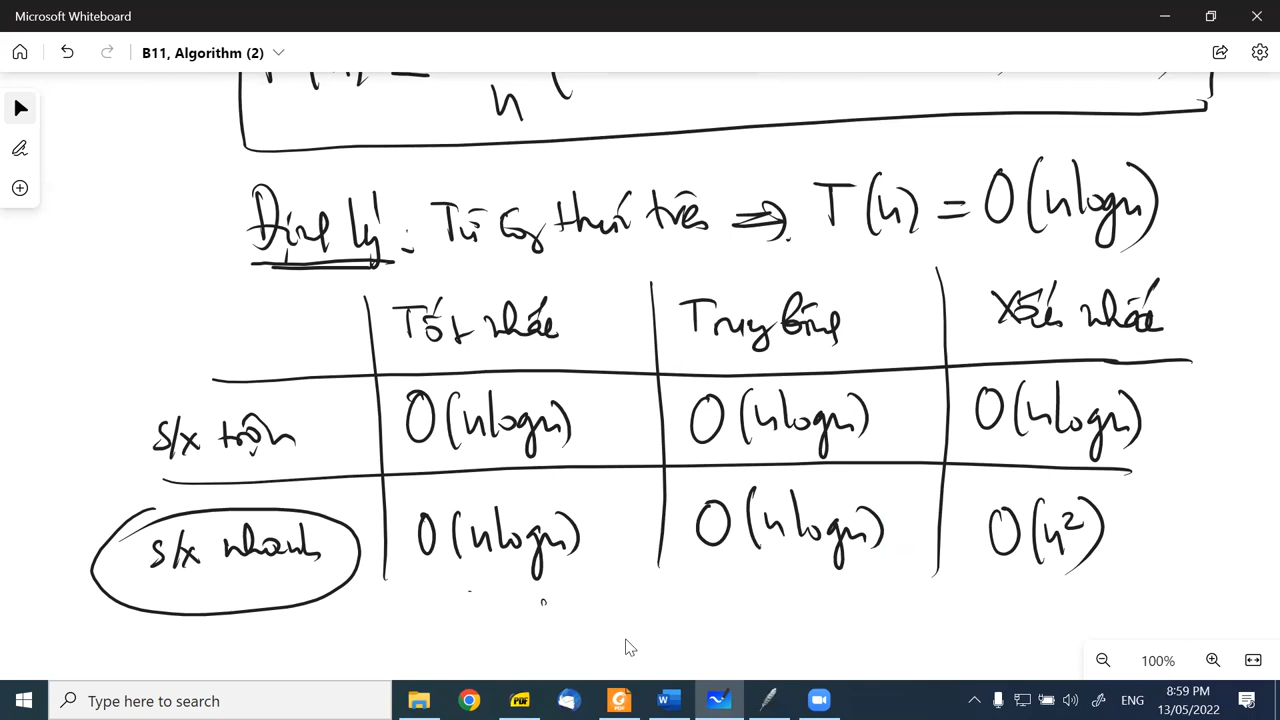 Microsoft Whiteboard
B11, Algorithm (2)
n
Định lý: Từ công thức trên => T(n) = O(nlogn)
Tốt nhất Trung bình Xấu nhất
s/x trộn O(nlogn) O(nlogn) O(nlogn)
s/x nhanh O(nlogn) O(nlogn) O(n²)
100%
Type here to search
PDF
PDF
W
ENG
8:59 PM
13/05/2022